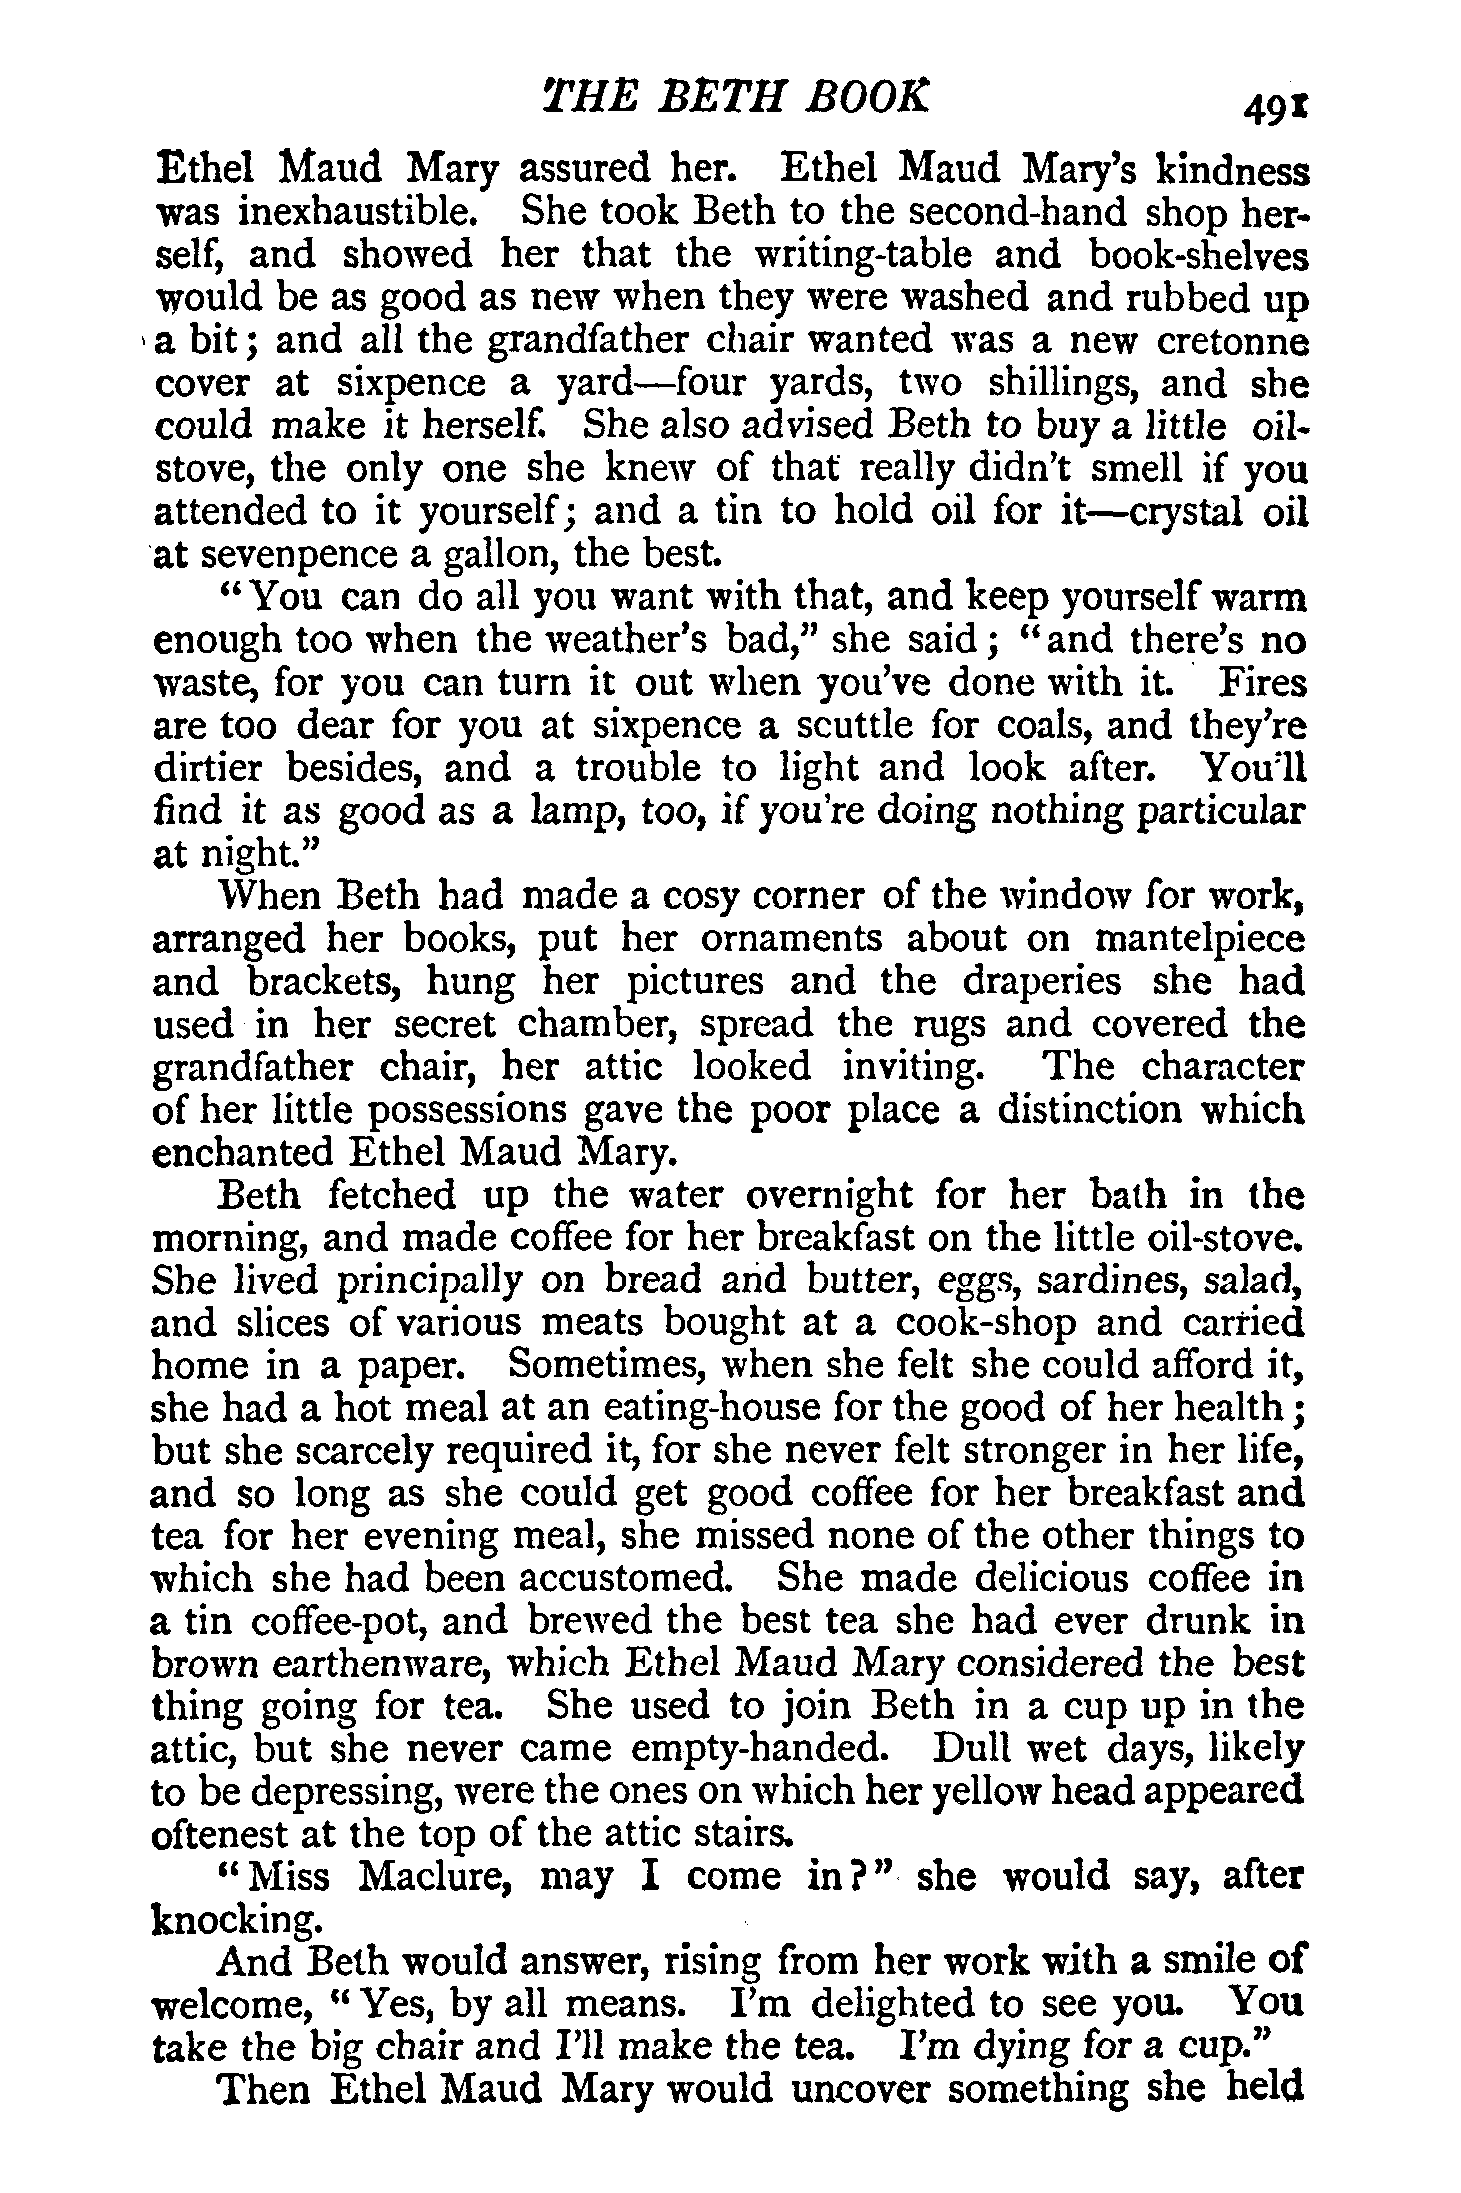 THE BETH BOOK 491
Ethel Maud Mary assured her. Ethel Maud Mary's kindness
was inexhaustible. She took Beth to the second-hand shop her-
self, and showed her that the writing-table and book-shelves
would be as good as new when they were washed and rubbed up
a bit; and all the grandfather chair wanted was a new cretonne
cover at sixpence a yard—four yards, two shillings, and she
could make it herself. She also advised Beth to buy a little oil-
stove, the only one she knew of that really didn't smell if you
attended to it yourself; and a tin to hold oil for it—crystal oil
at sevenpence a gallon, the best.
"You can do all you want with that, and keep yourself warm
enough too when the weather's bad," she said; "and there's no
waste, for you can turn it out when you've done with it. Fires
are too dear for you at sixpence a scuttle for coals, and they're
dirtier besides, and a trouble to light and look after. You'll
find it as good as a lamp, too, if you're doing nothing particular
at night."
When Beth had made a cosy corner of the window for work,
arranged her books, put her ornaments about on mantelpiece
and brackets, hung her pictures and the draperies she had
used in her secret chamber, spread the rugs and covered the
grandfather chair, her attic looked inviting. The character
of her little possessions gave the poor place a distinction which
enchanted Ethel Maud Mary.
Beth fetched up the water overnight for her bath in the
morning, and made coffee for her breakfast on the little oil-stove.
She lived principally on bread and butter, eggs, sardines, salad,
and slices of various meats bought at a cook-shop and carried
home in a paper. Sometimes, when she felt she could afford it,
she had a hot meal at an eating-house for the good of her health;
but she scarcely required it, for she never felt stronger in her life,
and so long as she could get good coffee for her breakfast and
tea for her evening meal, she missed none of the other things to
which she had been accustomed. She made delicious coffee in
a tin coffee-pot, and brewed the best tea she had ever drunk in
brown earthenware, which Ethel Maud Mary considered the best
thing going for tea. She used to join Beth in a cup up in the
attic, but she never came empty-handed. Dull wet days, likely
to be depressing, were the ones on which her yellow head appeared
oftenest at the top of the attic stairs.
"Miss Maclure, may I come in?" she would say, after
knocking.
And Beth would answer, rising from her work with a smile of
welcome, "Yes, by all means. I'm delighted to see you. You
take the big chair and I'll make the tea. I'm dying for a cup."
Then Ethel Maud Mary would uncover something she held